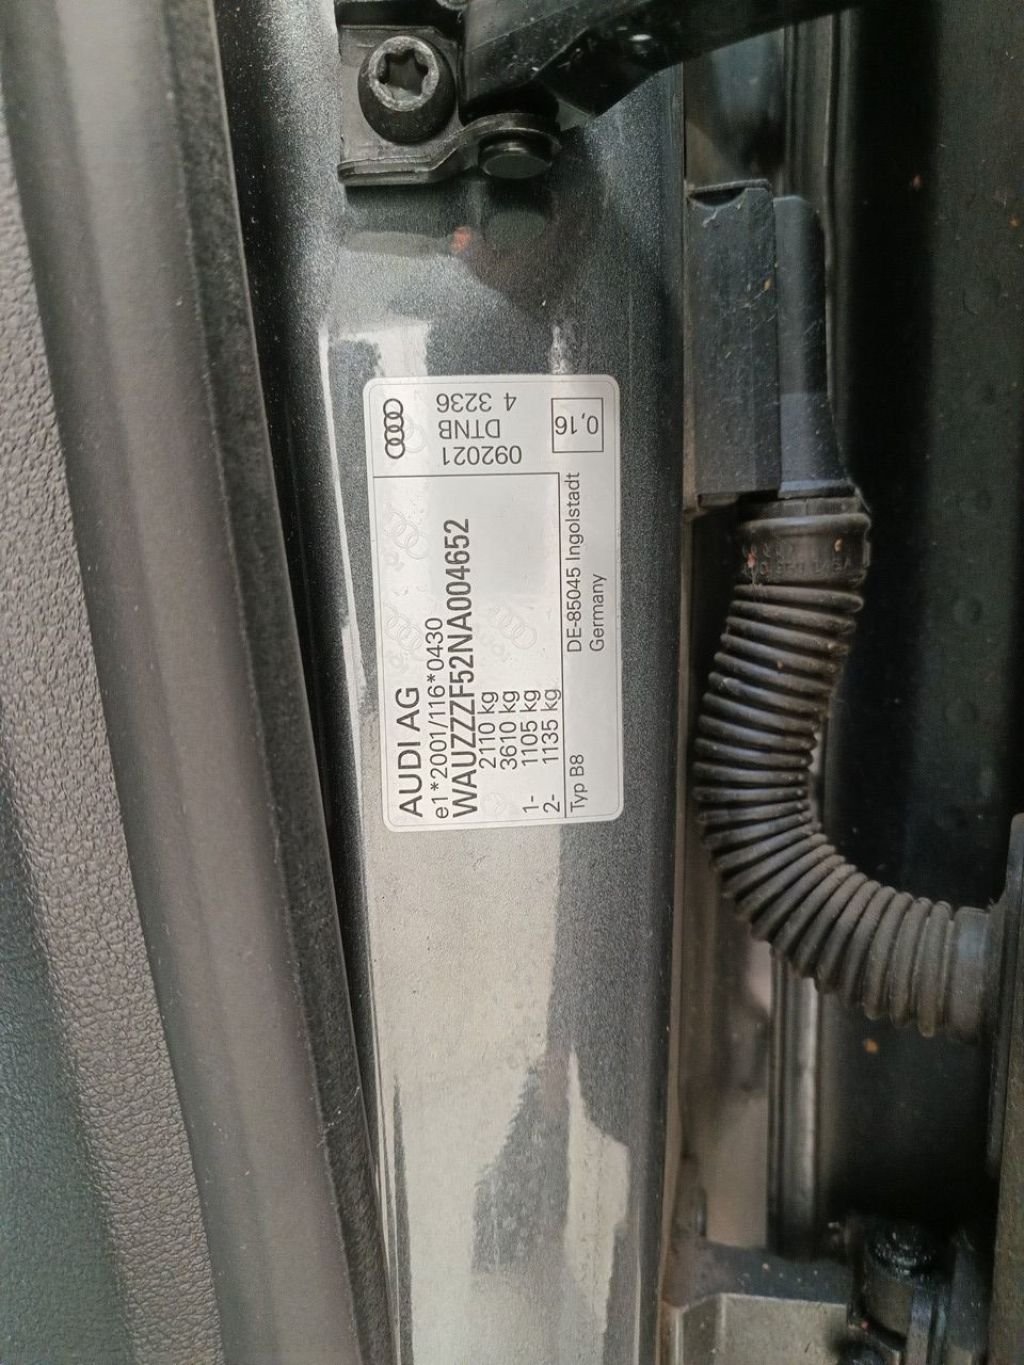 AUDI AG
e1*2001/116*0430
WAUZZZF52NA004652
2110 kg
3610 kg
1- 1105 kg
2- 1135 kg
Typ B8
DE-85045 Ingolstadt
Germany
092021
DTNB
4 3236
0,16